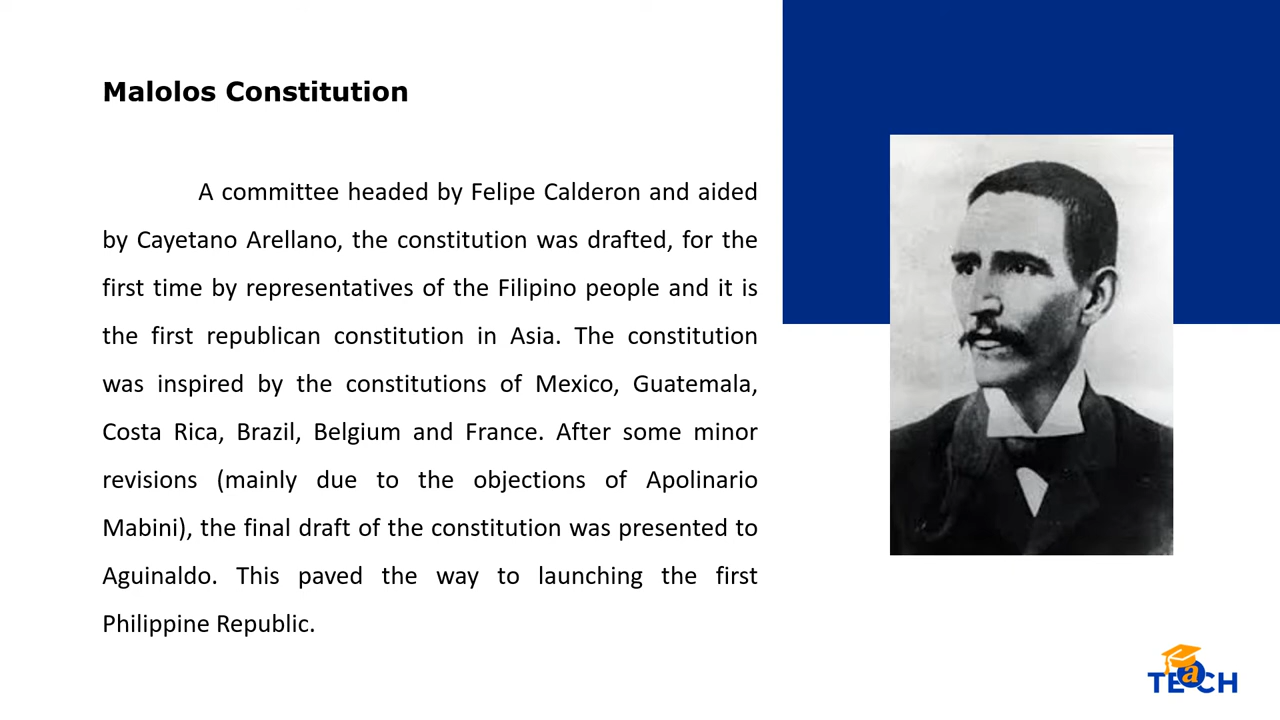 Malolos Constitution
A committee headed by Felipe Calderon and aided
by Cayetano Arellano, the constitution was drafted, for the
first time by representatives of the Filipino people and it is
the first republican constitution in Asia. The constitution
was inspired by the constitutions of Mexico, Guatemala,
Costa Rica, Brazil, Belgium and France. After some minor
revisions (mainly due to the objections of Apolinario
Mabini), the final draft of the constitution was presented to
Aguinaldo. This paved the way to launching the first
Philippine Republic.
TEaCH